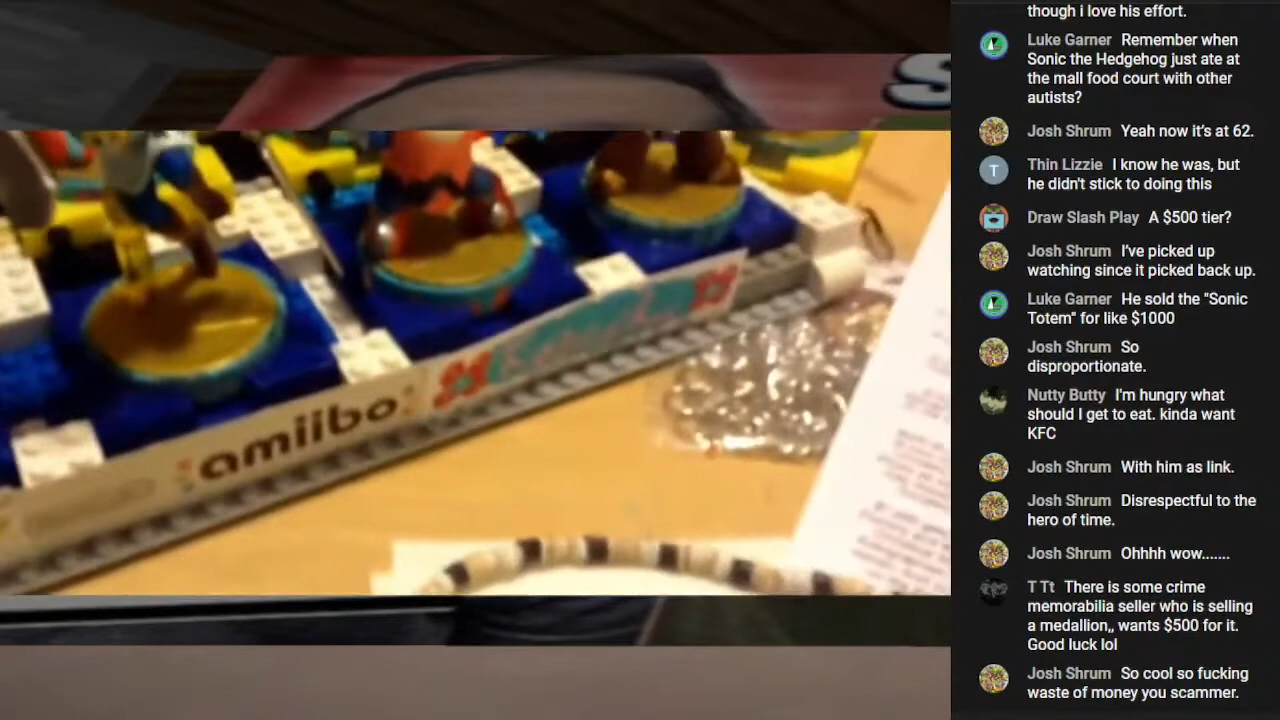 though i love his effort.
Luke Garner Remember when
Sonic the Hedgehog just ate at
the mall food court with other
autists?
Josh Shrum Yeah now it's at 62.
T
Thin Lizzie I know he was, but
he didn't stick to doing this
Draw Slash Play A $500 tier?
Josh Shrum I've picked up
watching since it picked back up.
Luke Garner He sold the "Sonic
Totem" for like $1000
Josh Shrum So
disproportionate.
Nutty Butty I'm hungry what
should I get to eat. kinda want
KFC
Josh Shrum With him as link.
Josh Shrum Disrespectful to the
hero of time.
Josh Shrum Ohhhh wow.......
T Tt There is some crime
memorabilia seller who is selling
a medallion,, wants $500 for it.
Good luck lol
Josh Shrum So cool so fucking
waste of money you scammer.
amiibo